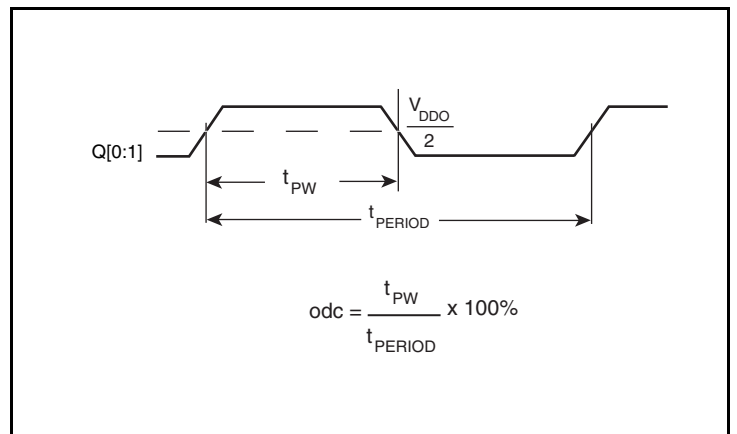 V_DDO
2
Q[0:1]
t_PW
t_PERIOD
odc = t_PW / t_PERIOD x 100%